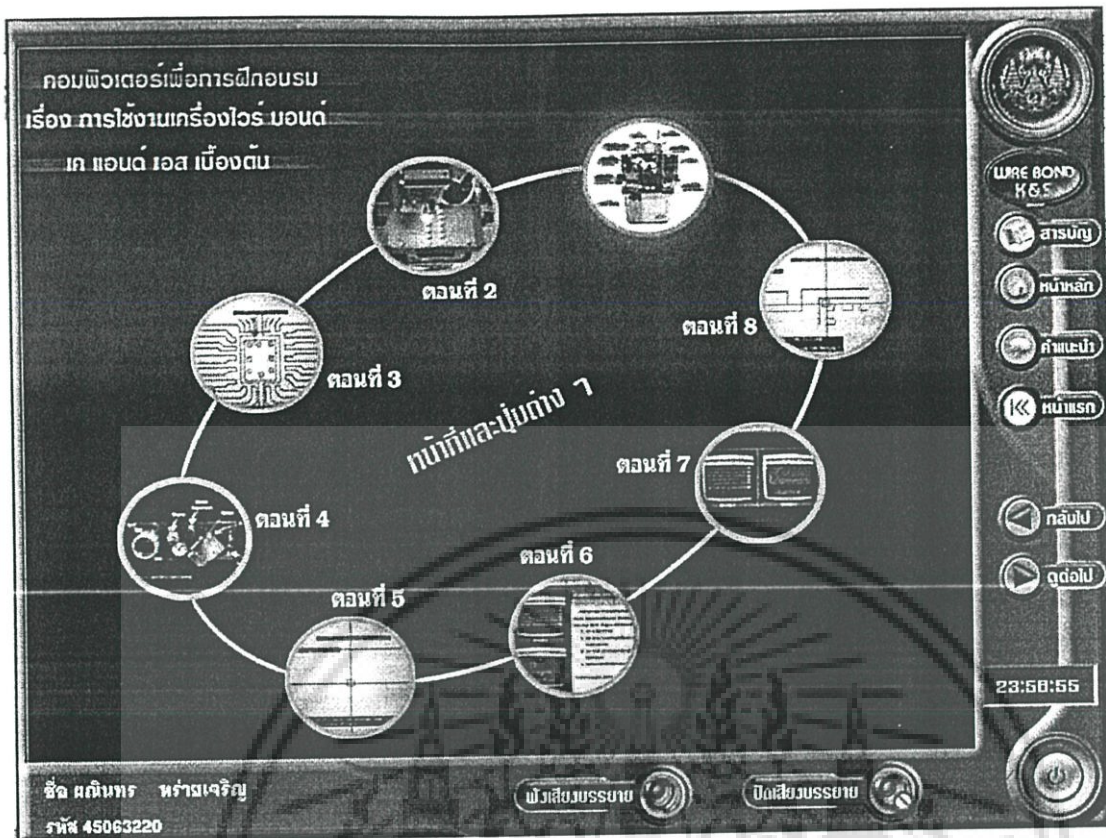 คอมพิวเตอร์เพื่อการฝึกอบรม
เรื่อง การใช้งานเครื่องไวร์ บอนด์
เค แอนด์ เอส เบื้องต้น
ตอนที่ 2
ตอนที่ 3
ตอนที่ 4
ตอนที่ 5
ตอนที่ 6
ตอนที่ 7
ตอนที่ 8
หน้าที่และปุ่มต่าง ๆ
WIRE BOND
K&S
สารบัญ
หน้าหลัก
คำแนะนำ
หน้าแรก
กลับไป
ดูต่อไป
23:58:55
ชื่อ ผณินทร หร่ายเจริญ
รหัส 45063220
ฟังเสียงบรรยาย
ปิดเสียงบรรยาย